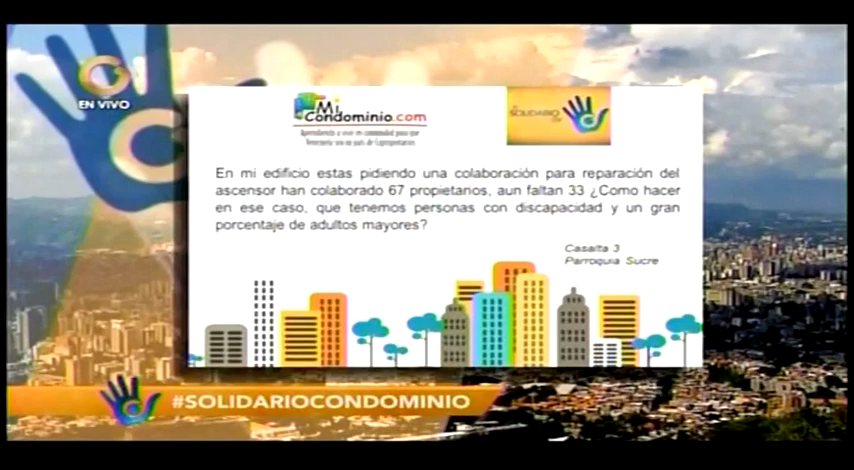 EN VIVO
Mi
Condominio.com
Aprendiendo a vivir en comunidad para que
Venezuela sea un país de Copropietarios
SOLIDARIO
En mi edificio estas pidiendo una colaboración para reparación del
ascensor han colaborado 67 propietarios, aun faltan 33 ¿Como hacer
en ese caso, que tenemos personas con discapacidad y un gran
porcentaje de adultos mayores?
Casalta 3
Parroquia Sucre
#SOLIDARIOCONDOMINIO